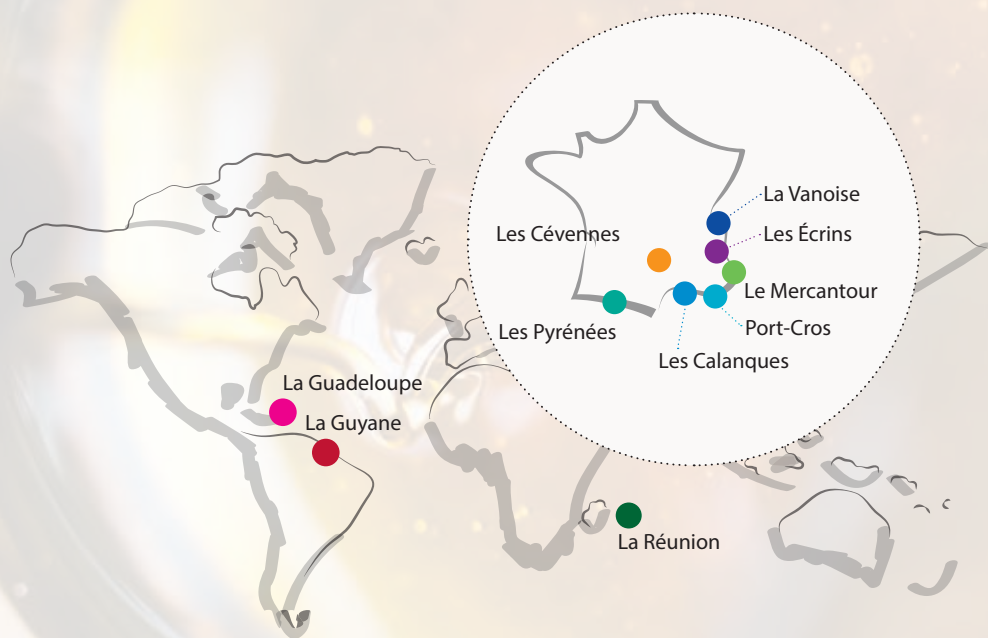 La Vanoise
Les Cévennes
Les Écrins
Le Mercantour
Port-Cros
Les Pyrénées
Les Calanques
La Guadeloupe
La Guyane
La Réunion